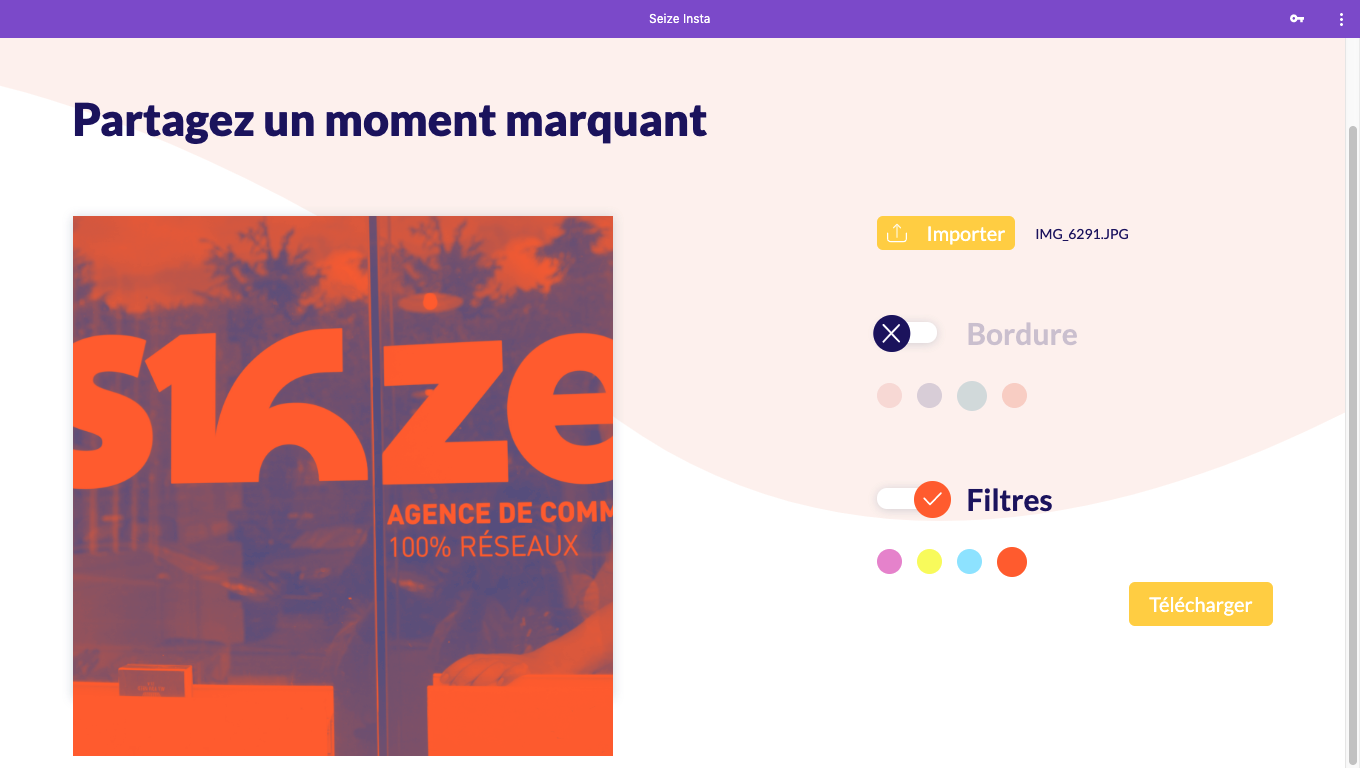 Seize Insta
Partagez un moment marquant
Importer
IMG_6291.JPG
s16ze
AGENCE DE COMM
100% RÉSEAUX
Bordure
Filtres
Télécharger